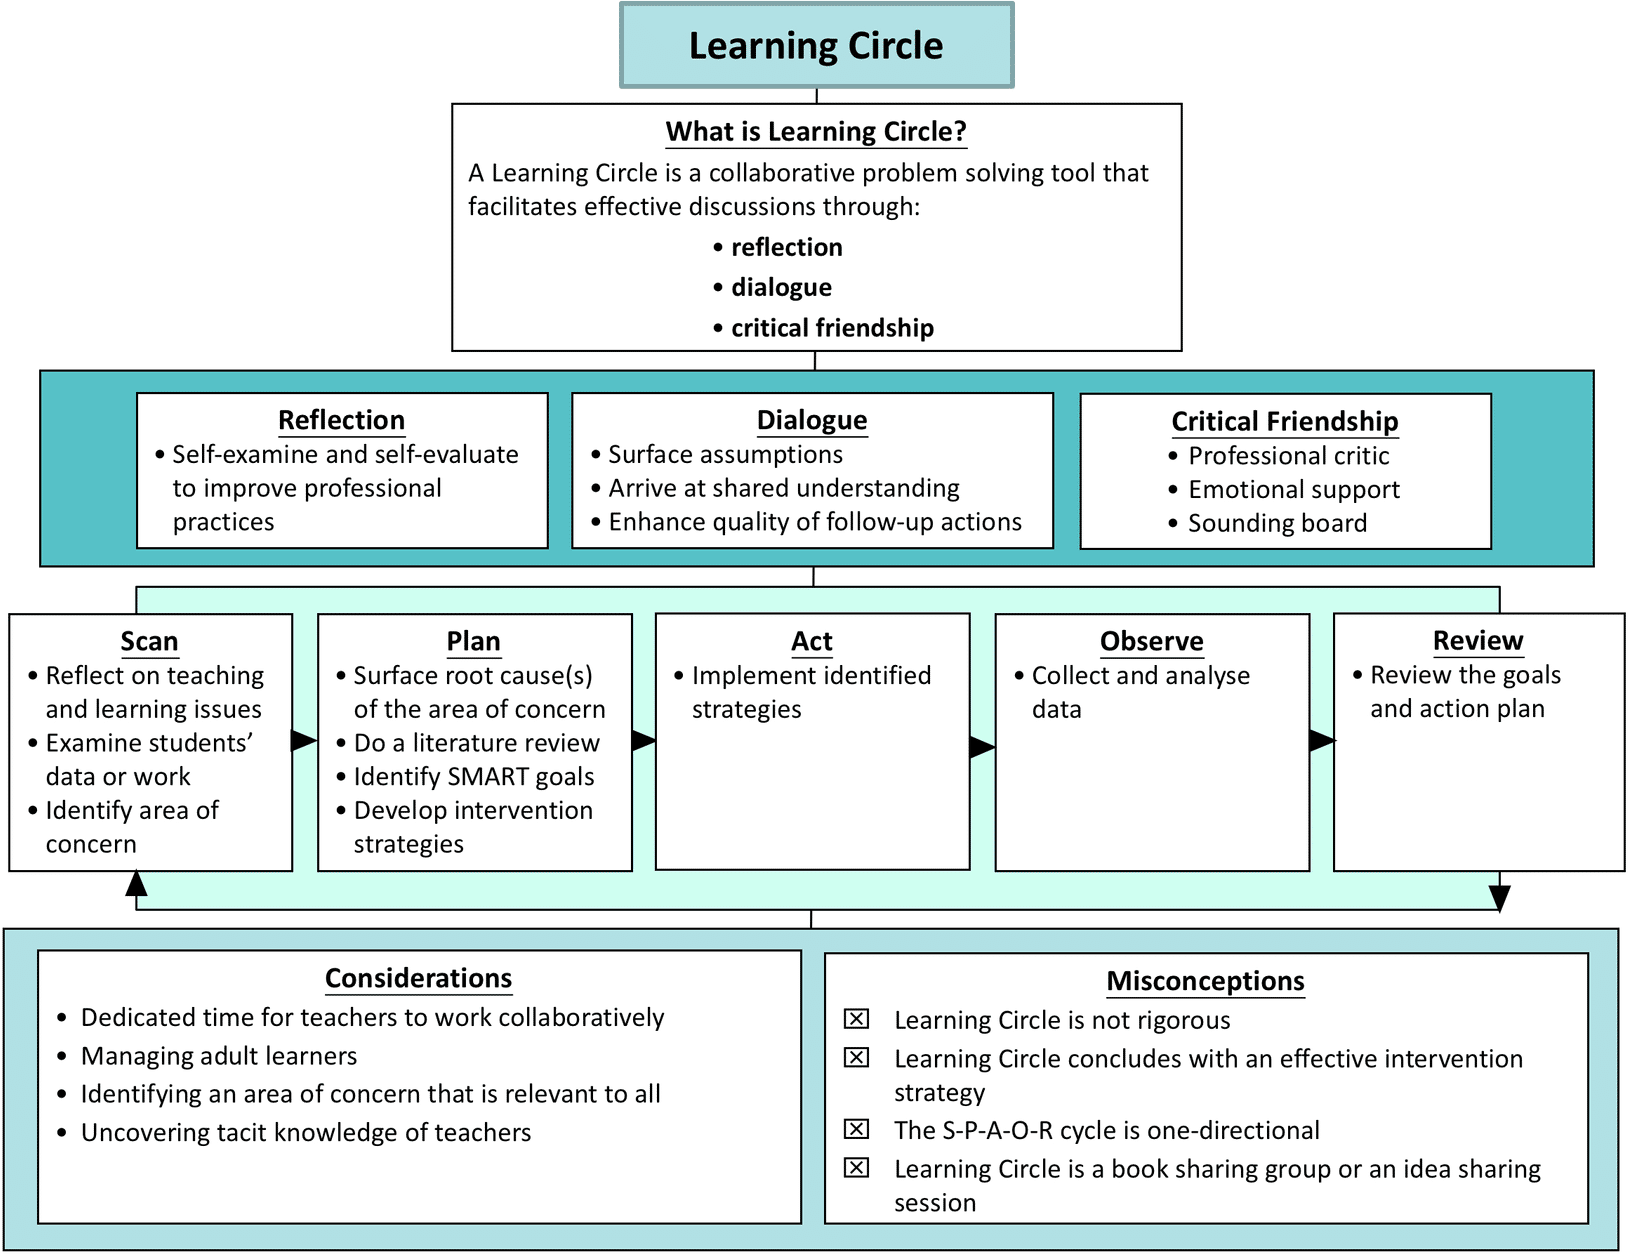 Learning Circle
What is Learning Circle?
A Learning Circle is a collaborative problem solving tool that
facilitates effective discussions through:
• reflection
• dialogue
• critical friendship
Reflection
• Self-examine and self-evaluate
to improve professional
practices
Dialogue
• Surface assumptions
• Arrive at shared understanding
• Enhance quality of follow-up actions
Critical Friendship
• Professional critic
• Emotional support
• Sounding board
Scan
• Reflect on teaching
and learning issues
• Examine students’
data or work
• Identify area of
concern
Plan
• Surface root cause(s)
of the area of concern
• Do a literature review
• Identify SMART goals
• Develop intervention
strategies
Act
• Implement identified
strategies
Observe
• Collect and analyse
data
Review
• Review the goals
and action plan
Considerations
• Dedicated time for teachers to work collaboratively
• Managing adult learners
• Identifying an area of concern that is relevant to all
• Uncovering tacit knowledge of teachers
Misconceptions
☒ Learning Circle is not rigorous
☒ Learning Circle concludes with an effective intervention
strategy
☒ The S-P-A-O-R cycle is one-directional
☒ Learning Circle is a book sharing group or an idea sharing
session